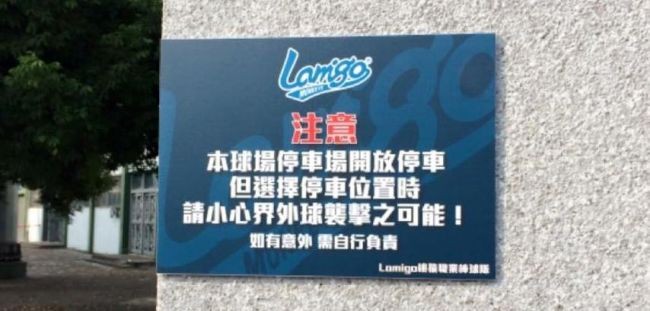 Lamigo
MONKEYS
注意
本球場停車場開放停車
但選擇停車位置時
請小心界外球襲擊之可能！
如有意外 需自行負責
Lamigo桃猿職業棒球隊